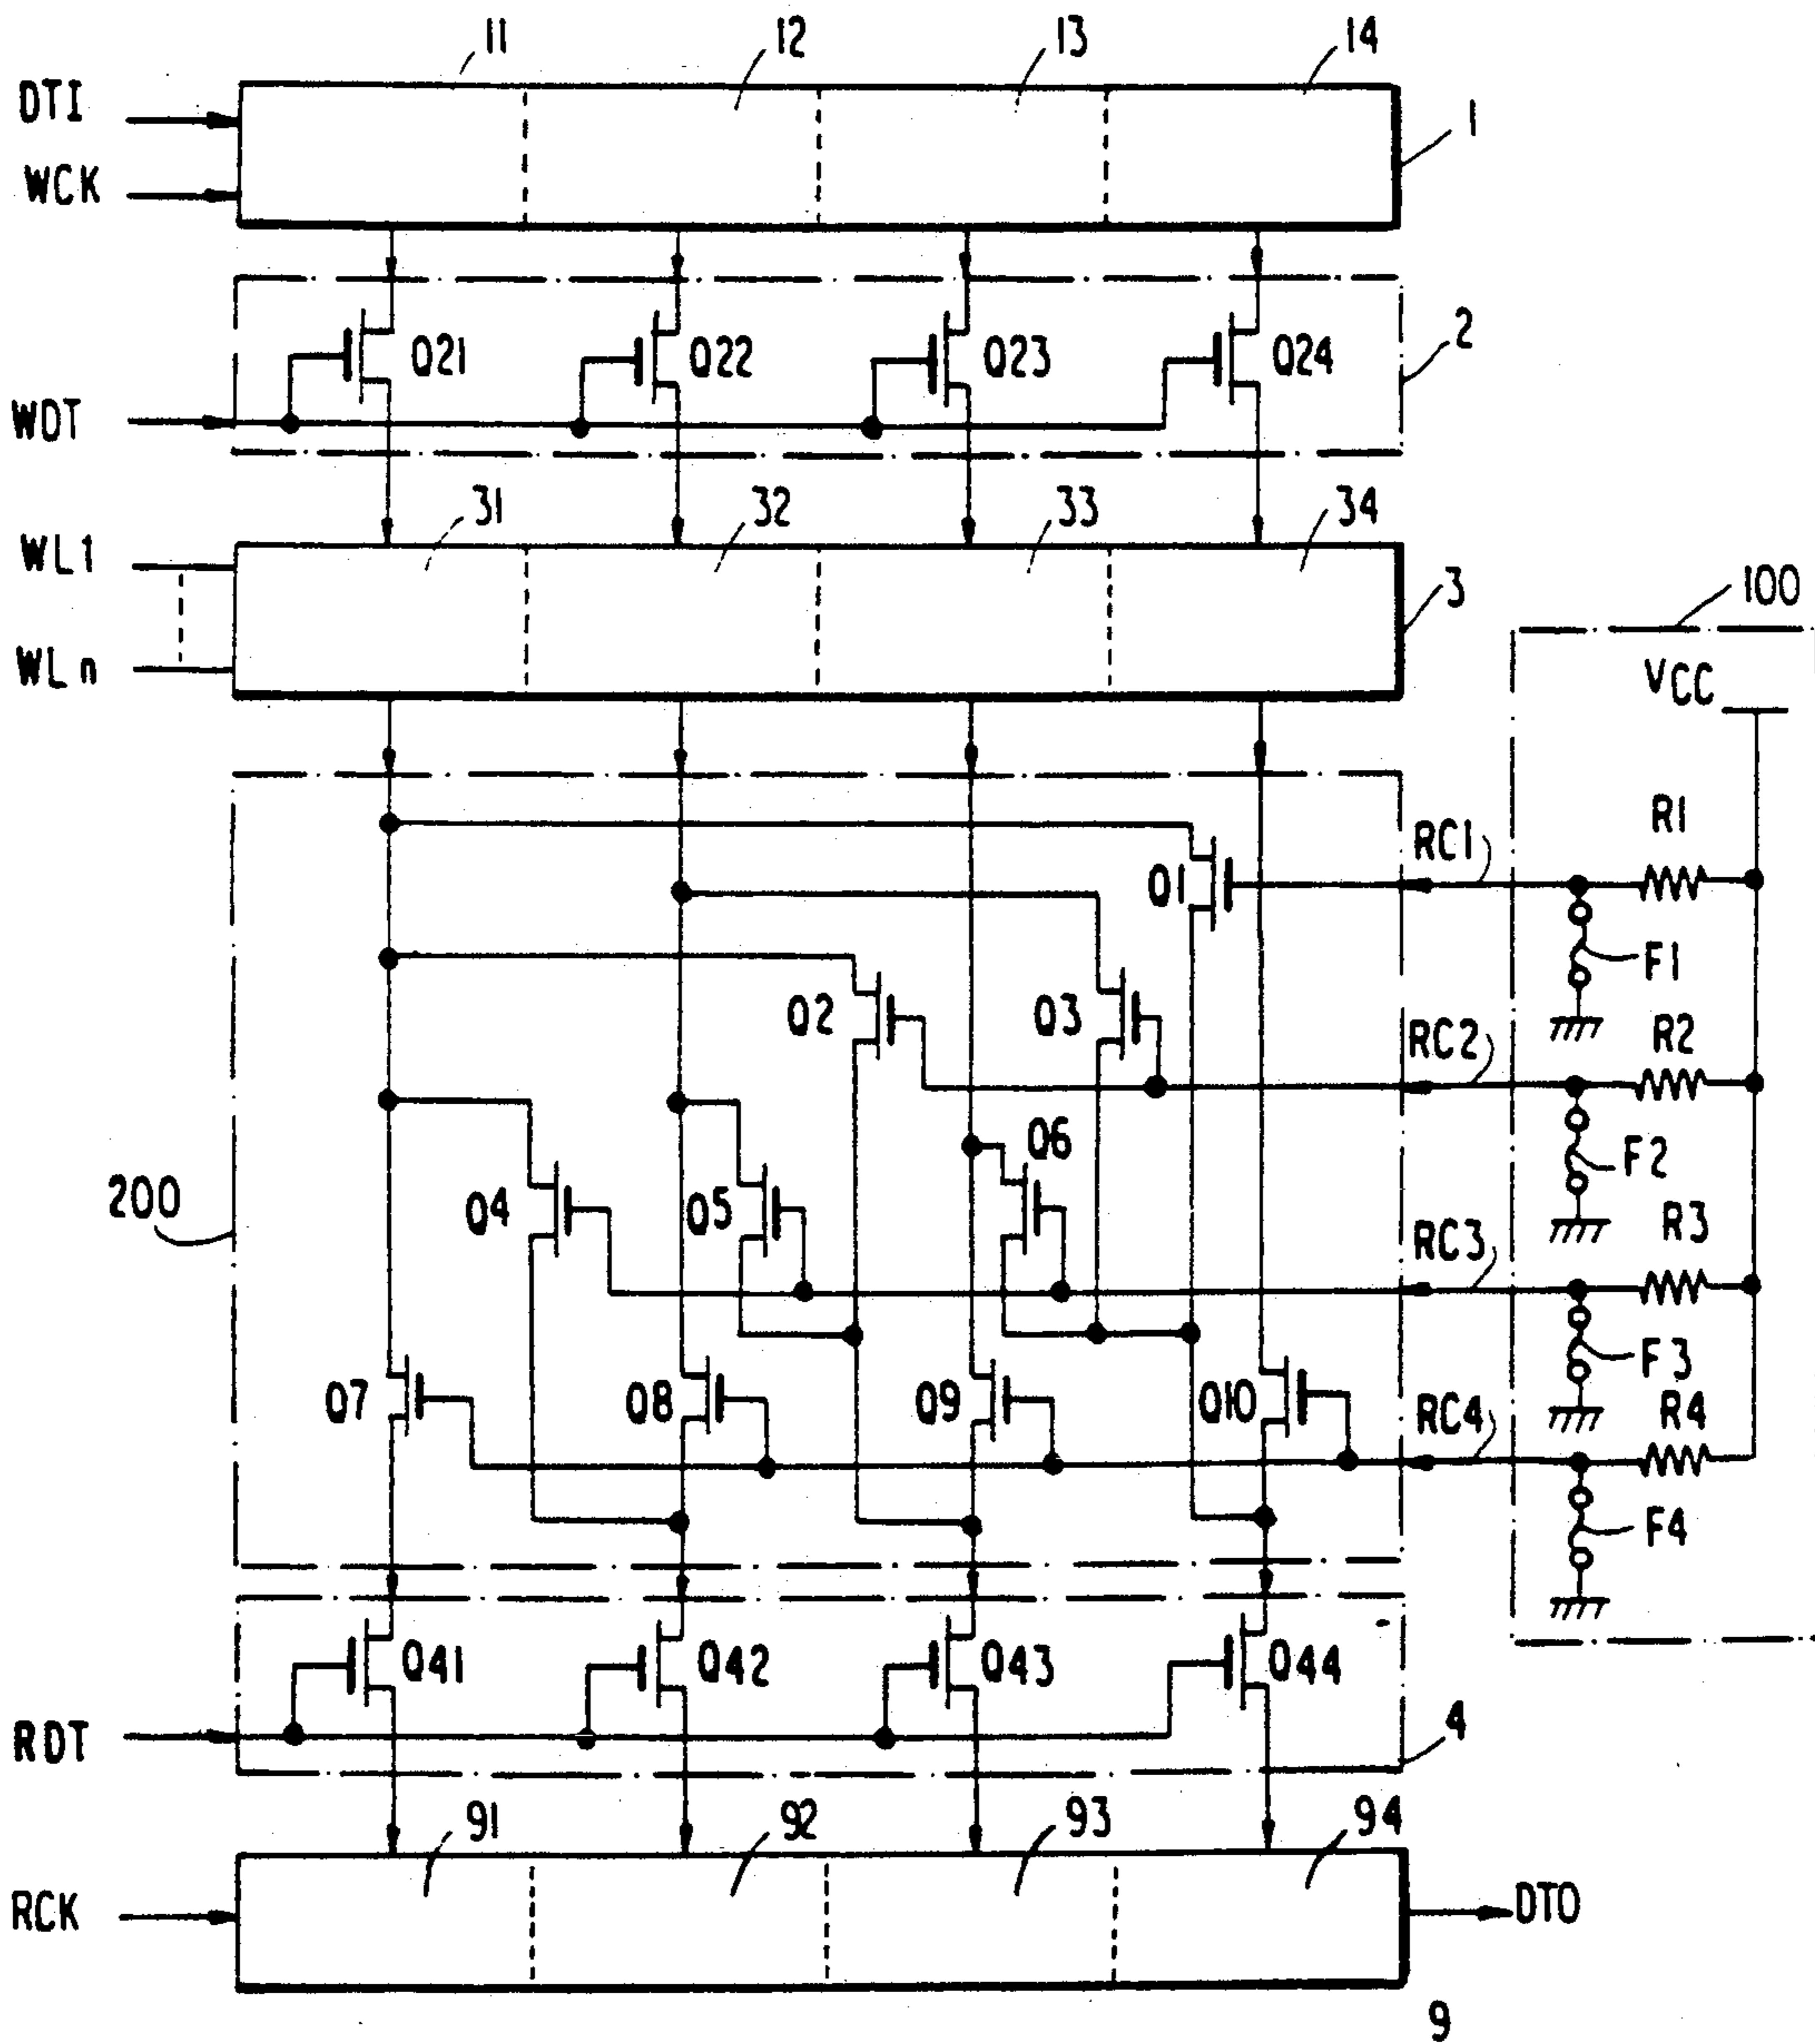 11 12 13 14
DTI
1
WCK
Q21 Q22 Q23 Q24
2
WDT
31 32 33 34
WL1
3
100
WLn
VCC
R1
RC1
Q1
F1
Q2 Q3
RC2
R2
Q6
F2
200
Q4 Q5
RC3
R3
F3
Q7 Q8 Q9 Q10
RC4
R4
F4
Q41 Q42 Q43 Q44
RDT
4
91 92 93 94
RCK
DTO
9